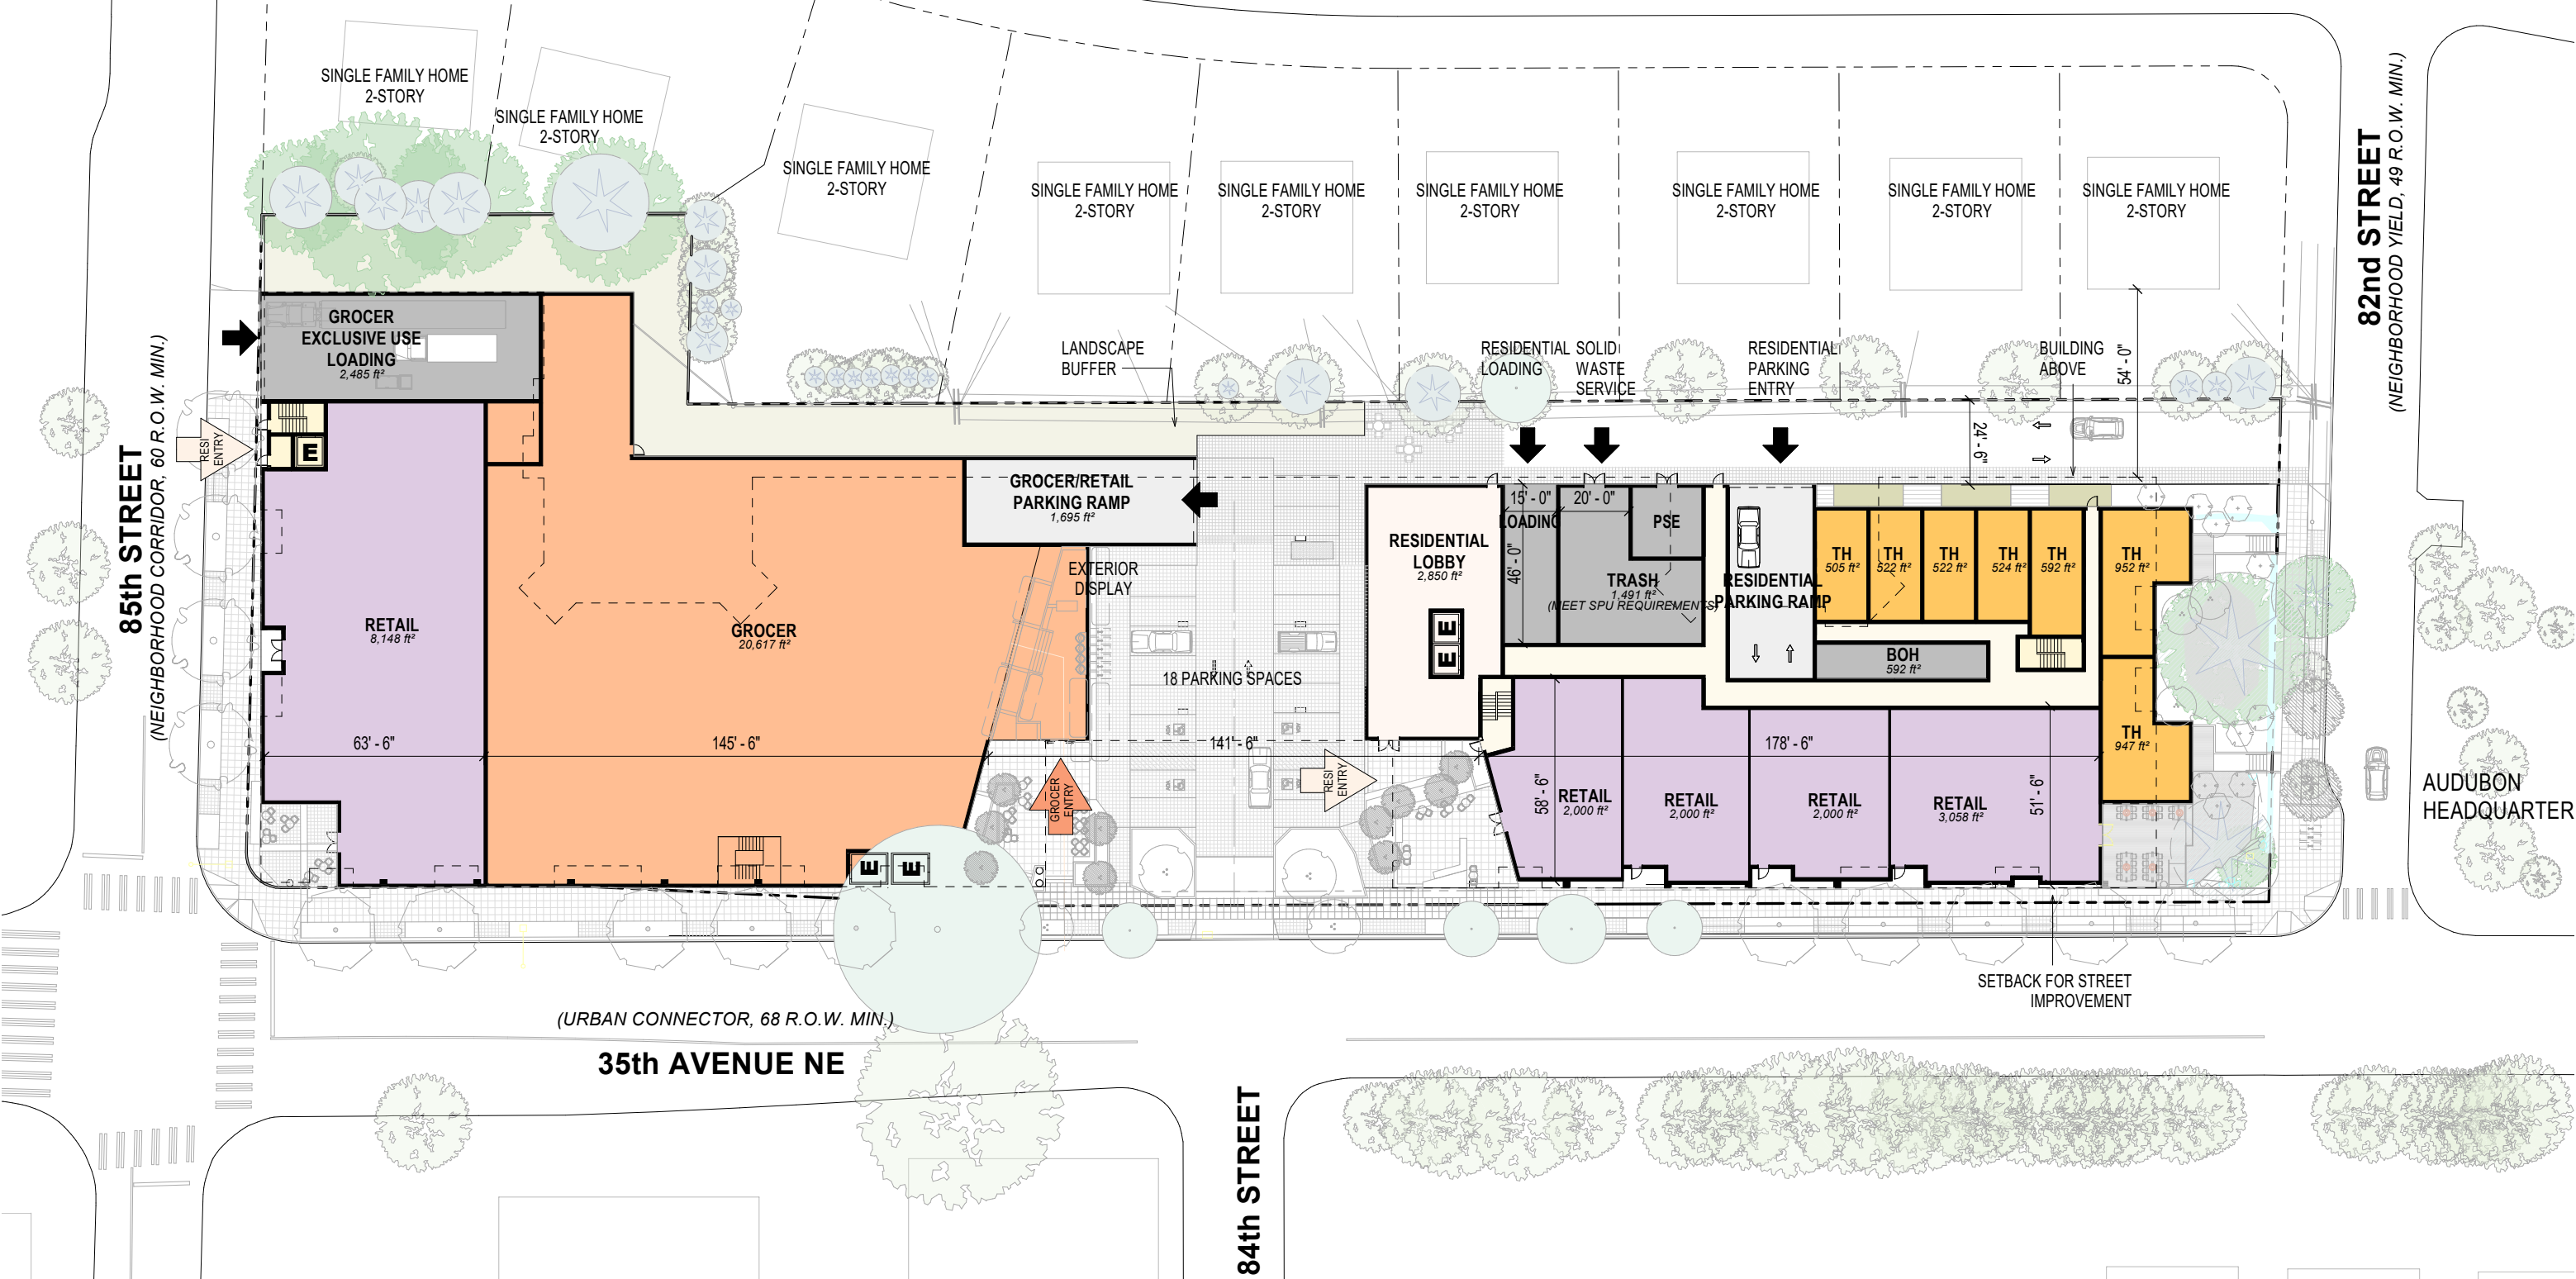 SINGLE FAMILY HOME
2-STORY
SINGLE FAMILY HOME
2-STORY
SINGLE FAMILY HOME
2-STORY
SINGLE FAMILY HOME
2-STORY
SINGLE FAMILY HOME
2-STORY
SINGLE FAMILY HOME
2-STORY
SINGLE FAMILY HOME
2-STORY
SINGLE FAMILY HOME
2-STORY
SINGLE FAMILY HOME
2-STORY
82nd STREET
(NEIGHBORHOOD YIELD, 49 R.O.W. MIN.)
85th STREET
(NEIGHBORHOOD CORRIDOR, 60 R.O.W. MIN.)
GROCER
EXCLUSIVE USE
LOADING
2,485 ft²
LANDSCAPE
BUFFER
RESIDENTIAL
LOADING
SOLID
WASTE
SERVICE
RESIDENTIAL
PARKING
ENTRY
BUILDING
ABOVE
54' - 0"
24' - 6"
RESI
ENTRY
E
GROCER/RETAIL
PARKING RAMP
1,695 ft²
RESIDENTIAL
LOBBY
2,850 ft²
E
E
15' - 0"
20' - 0"
LOADING
46' - 0"
PSE
TRASH
1,491 ft²
(MEET SPU REQUIREMENTS)
RESIDENTIAL
PARKING RAMP
TH
505 ft²
TH
522 ft²
TH
522 ft²
TH
524 ft²
TH
592 ft²
TH
952 ft²
EXTERIOR
DISPLAY
RETAIL
8,148 ft²
GROCER
20,617 ft²
18 PARKING SPACES
BOH
592 ft²
TH
947 ft²
63' - 6"
145' - 6"
141' - 6"
178' - 6"
GROCER
ENTRY
RESI
ENTRY
58' - 6"
RETAIL
2,000 ft²
RETAIL
2,000 ft²
RETAIL
2,000 ft²
RETAIL
3,058 ft²
51' - 6"
AUDUBON
HEADQUARTER
E
E
SETBACK FOR STREET
IMPROVEMENT
(URBAN CONNECTOR, 68 R.O.W. MIN.)
35th AVENUE NE
84th STREET